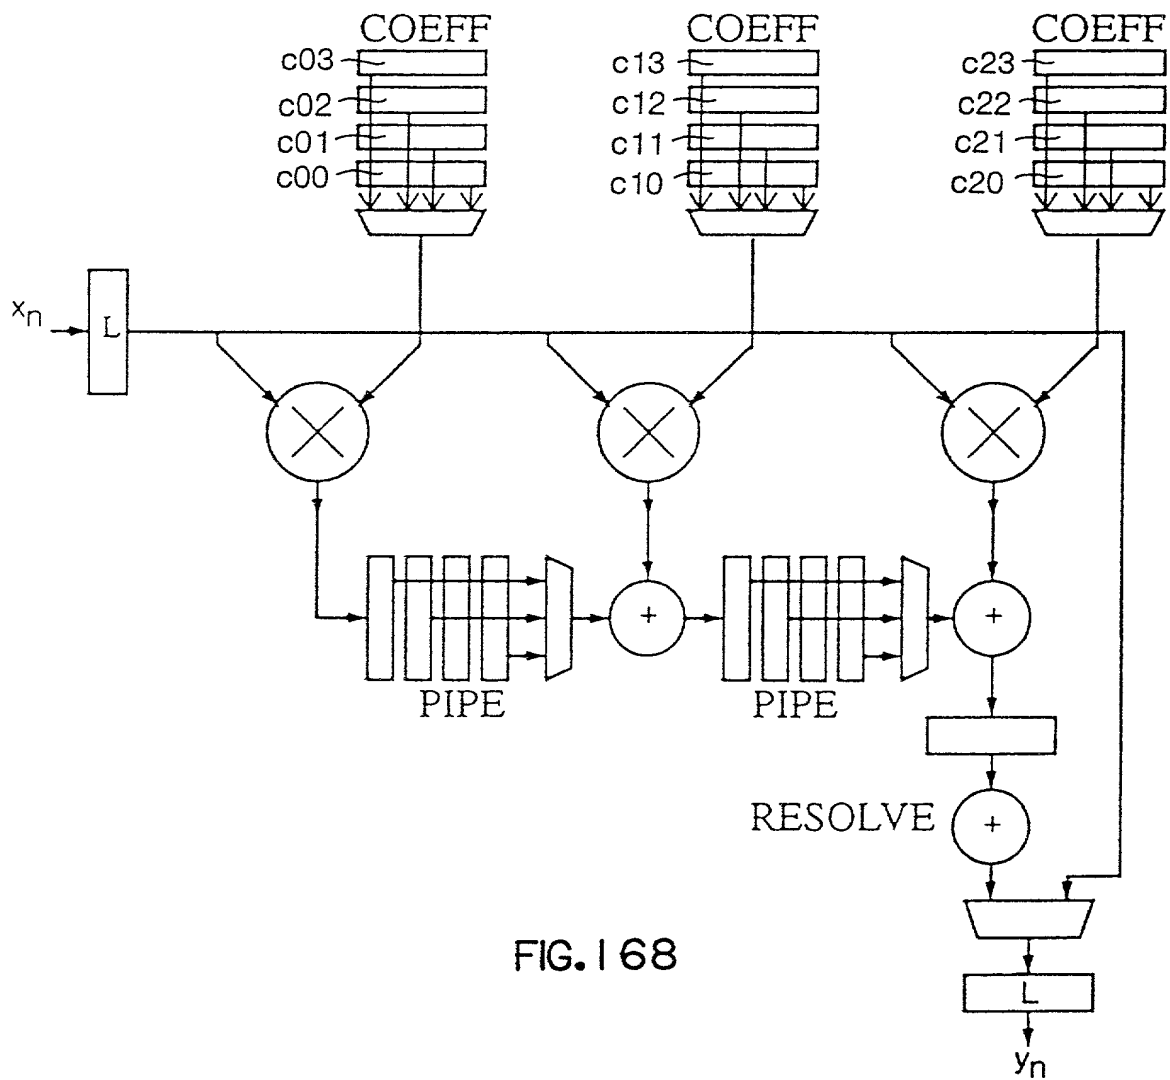 COEFF COEFF COEFF
c03 c13 c23
c02 c12 c22
c01 c11 c21
c00 c10 c20
xn L
+ +
PIPE PIPE
RESOLVE +
FIG.168
L
yn